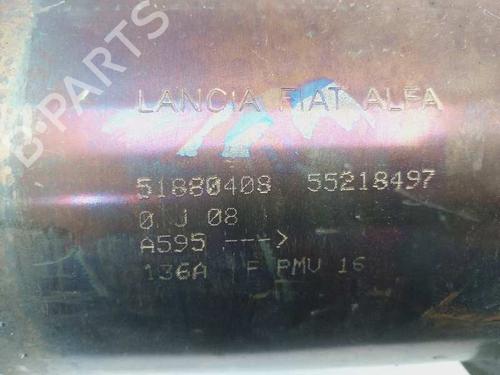 B-PARTS
LANCIA FIAT ALFA
51880408 55218497
0 J 08
A595 --->
136A F PMV 16